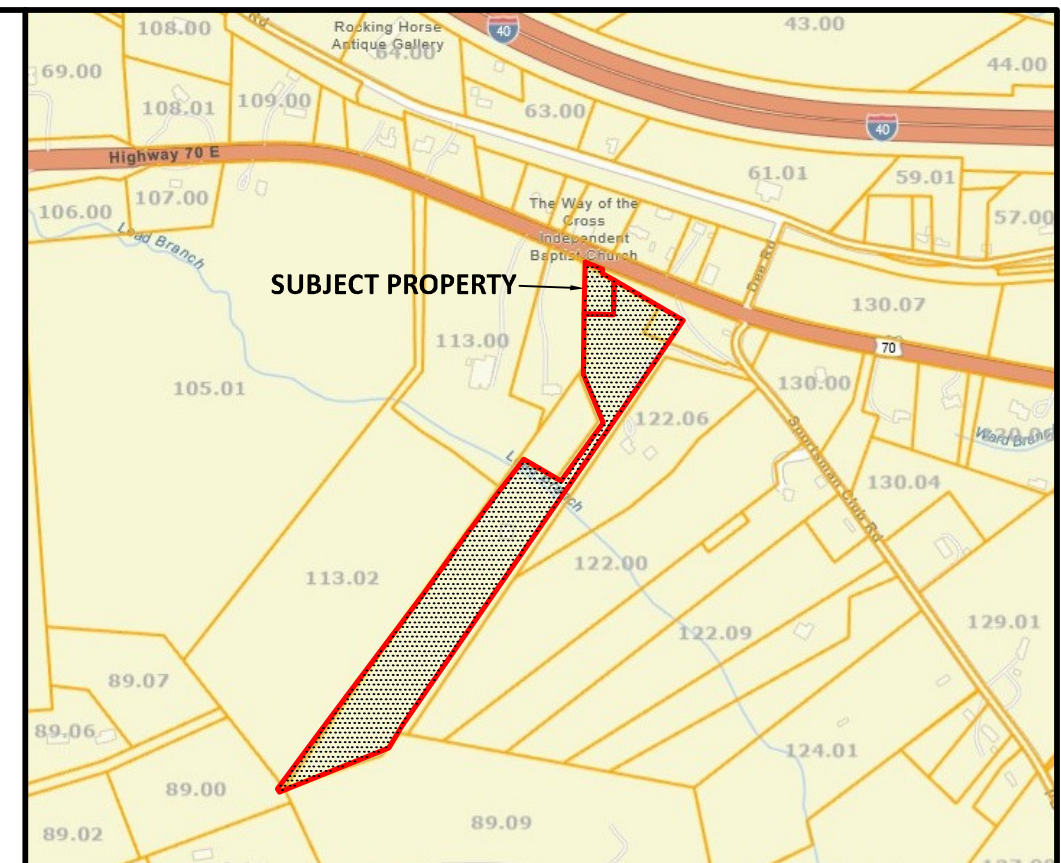 108.00
Rd
Rocking Horse
Antique Gallery
64.00
40
43.00
44.00
69.00
108.01
109.00
63.00
40
Highway 70 E
61.01
59.01
106.00
107.00
57.00
Lead Branch
The Way of the
Cross
Independent
Baptist Church
Dee Rd
SUBJECT PROPERTY
130.07
113.00
70
105.01
130.00
122.06
Ward Branch
Sportsman Club Rd
130.04
113.02
122.00
122.09
129.01
89.07
89.06
124.01
89.00
89.09
89.02